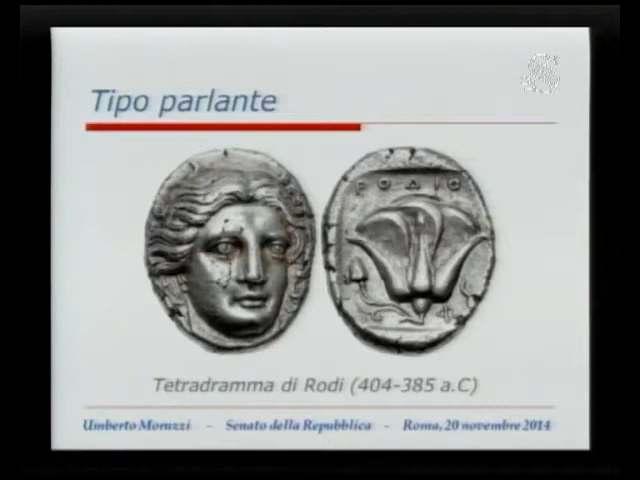 Tipo parlante
ΡΟΔΙΟ
Tetradramma di Rodi (404-385 a.C)
Umberto Moruzzi - Senato della Repubblica - Roma, 20 novembre 2014